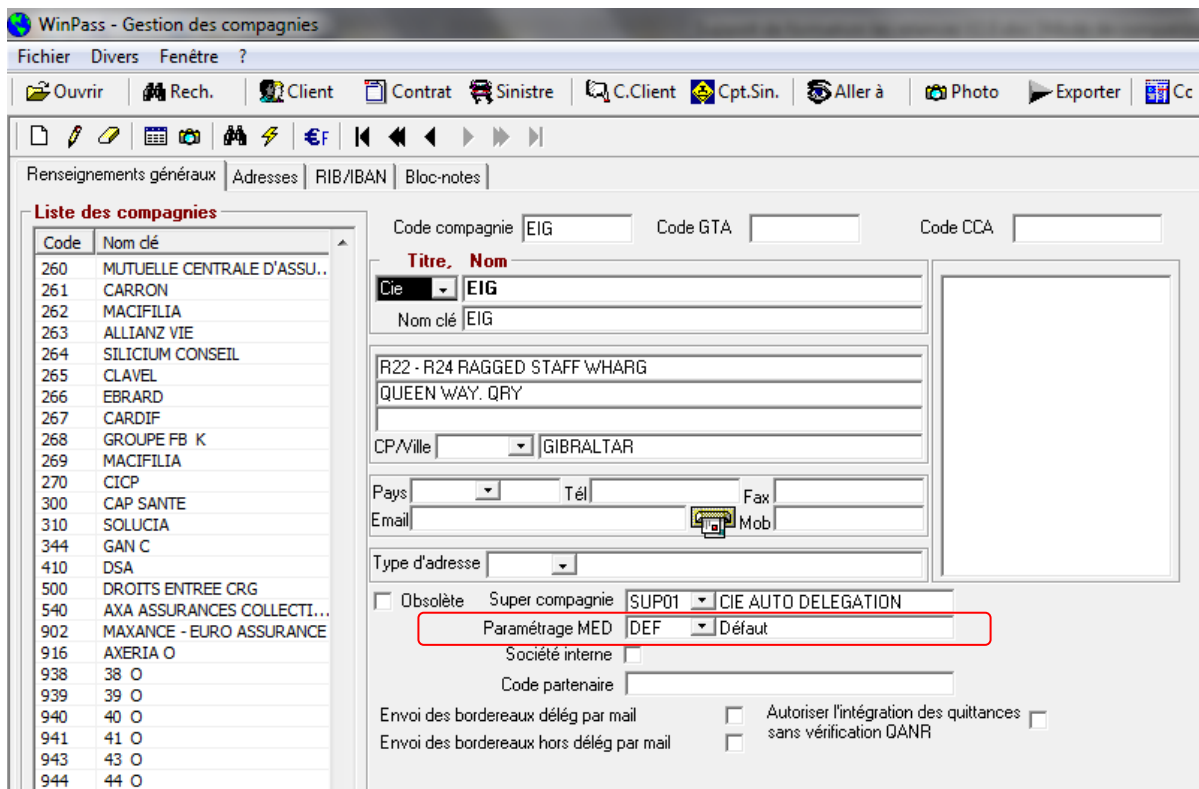 WinPass - Gestion des compagnies
Fichier Divers Fenêtre ?
Ouvrir Rech. Client Contrat Sinistre C.Client Cpt.Sin. Aller à Photo Exporter Cc
€F
Renseignements généraux Adresses RIB/IBAN Bloc-notes
Liste des compagnies
Code Nom clé
260 MUTUELLE CENTRALE D'ASSU...
261 CARRON
262 MACIFILIA
263 ALLIANZ VIE
264 SILICIUM CONSEIL
265 CLAVEL
266 EBRARD
267 CARDIF
268 GROUPE FB K
269 MACIFILIA
270 CICP
300 CAP SANTE
310 SOLUCIA
344 GAN C
410 DSA
500 DROITS ENTREE CRG
540 AXA ASSURANCES COLLECTI...
902 MAXANCE - EURO ASSURANCE
916 AXERIA O
938 38 O
939 39 O
940 40 O
941 41 O
943 43 O
944 44 O
Code compagnie EIG Code GTA Code CCA
Titre, Nom
Cie EIG
Nom clé EIG
R22 - R24 RAGGED STAFF WHARG
QUEEN WAY. QRY
CP/Ville GIBRALTAR
Pays Tél Fax
Email Mob
Type d'adresse
Obsolète Super compagnie SUP01 CIE AUTO DELEGATION
Paramétrage MED DEF Défaut
Société interne
Code partenaire
Envoi des bordereaux délég par mail
Envoi des bordereaux hors délég par mail
Autoriser l'intégration des quittances
sans vérification QANR